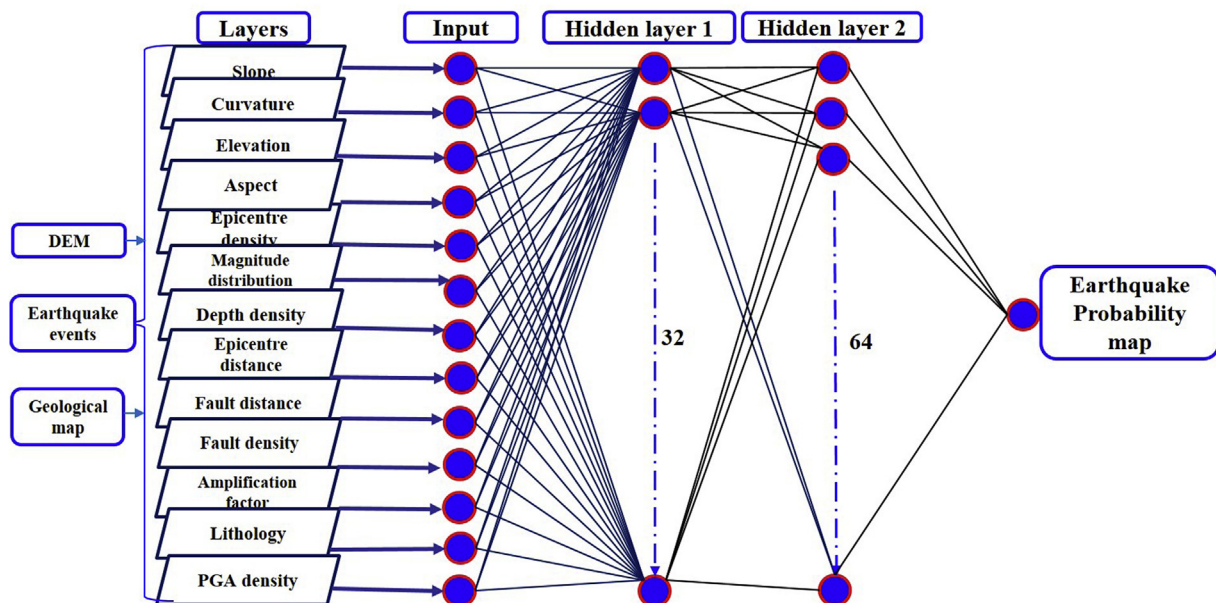 Layers
Input
Hidden layer 1
Hidden layer 2
Slope
Curvature
Elevation
Aspect
Epicentre
density
Magnitude
distribution
Depth density
Epicentre
distance
Fault distance
Fault density
Amplification
factor
Lithology
PGA density
DEM
Earthquake
events
Geological
map
32
64
Earthquake
Probability
map